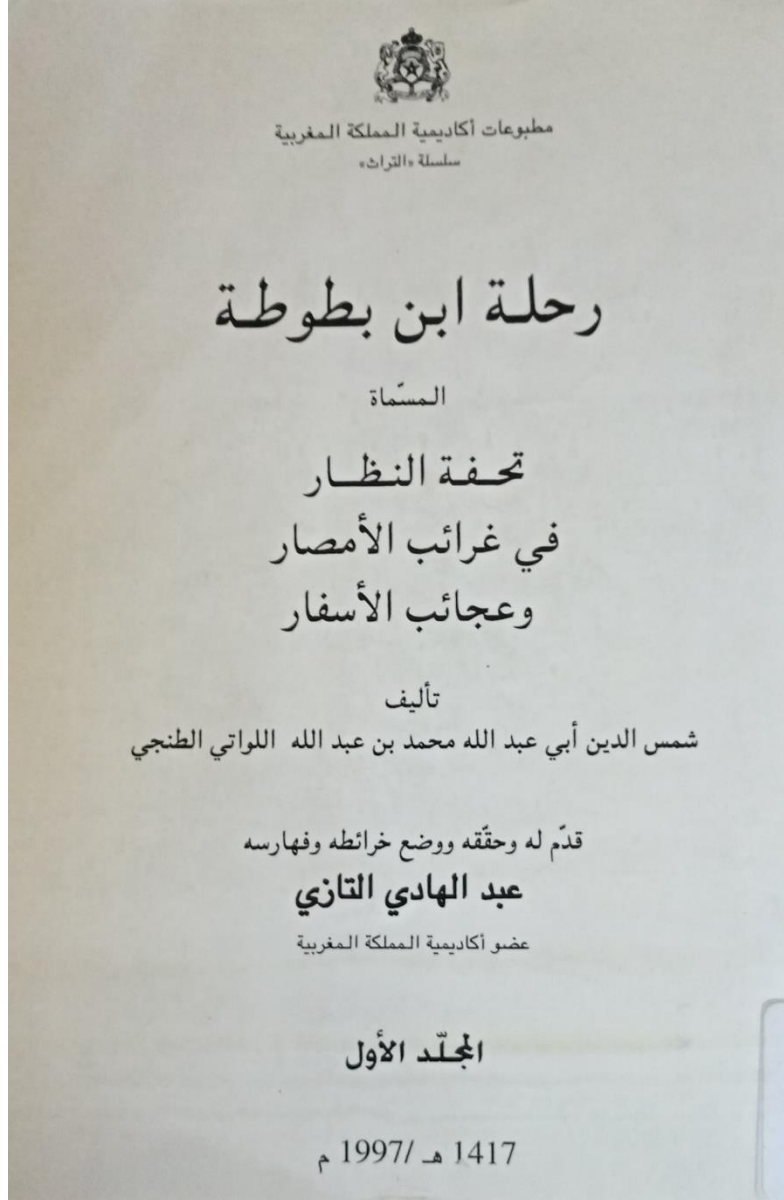 مطبوعات أكاديمية المملكة المغربية
سلسلة «التراث»
رحلة ابن بطوطة
المسمّاة
تحفة النظار
في غرائب الأمصار
وعجائب الأسفار
تأليف
شمس الدين أبي عبد الله محمد بن عبد الله اللواتي الطنجي
قدّم له وحقّقه ووضع خرائطه وفهارسه
عبد الهادي التازي
عضو أكاديمية المملكة المغربية
المجلّد الأول
1417 هـ /1997 م